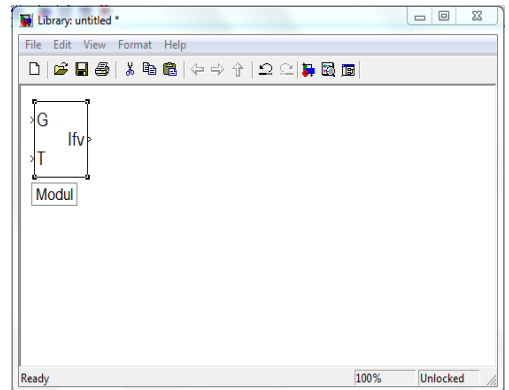 Library: untitled *
File Edit View Format Help
G
Ifv
T
Modul
Ready 100% Unlocked